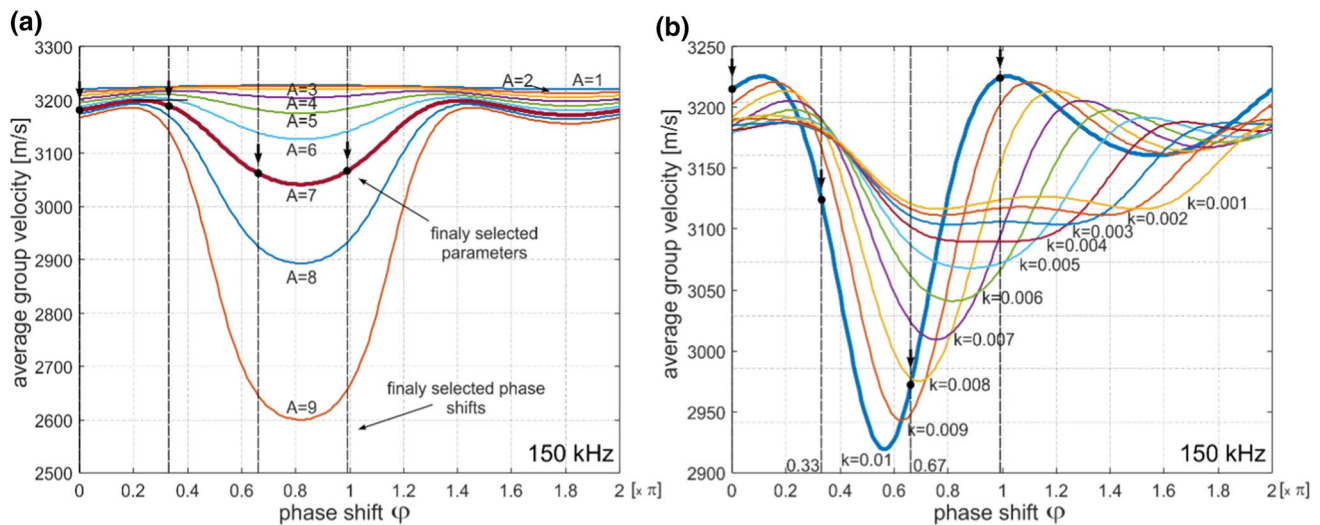 (a)
average group velocity [m/s]
3300
3200
3100
3000
2900
2800
2700
2600
2500
A=1
A=2
A=3
A=4
A=5
A=6
A=7
A=8
A=9
finaly selected
parameters
finaly selected phase
shifts
150 kHz
0 0.2 0.4 0.6 0.8 1 1.2 1.4 1.6 1.8 2 [x π]
phase shift φ
(b)
average group velocity [m/s]
3250
3200
3150
3100
3050
3000
2950
2900
k=0.001
k=0.002
k=0.003
k=0.004
k=0.005
k=0.006
k=0.007
k=0.008
k=0.009
k=0.01
0.33
0.67
150 kHz
0 0.2 0.4 0.6 0.8 1 1.2 1.4 1.6 1.8 2 [x π]
phase shift φ